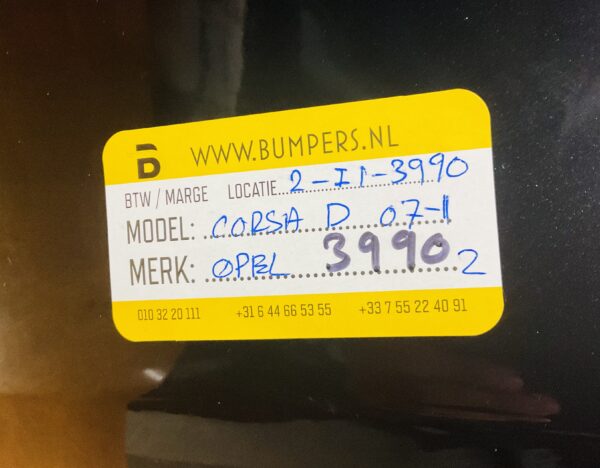 WWW.BUMPERS.NL
BTW / MARGE LOCATIE 2-I1-3990
MODEL: CORSA D 07-11
MERK: OPEL 3990 2
010 32 20 111 +31 6 44 66 53 55 +33 7 55 22 40 91